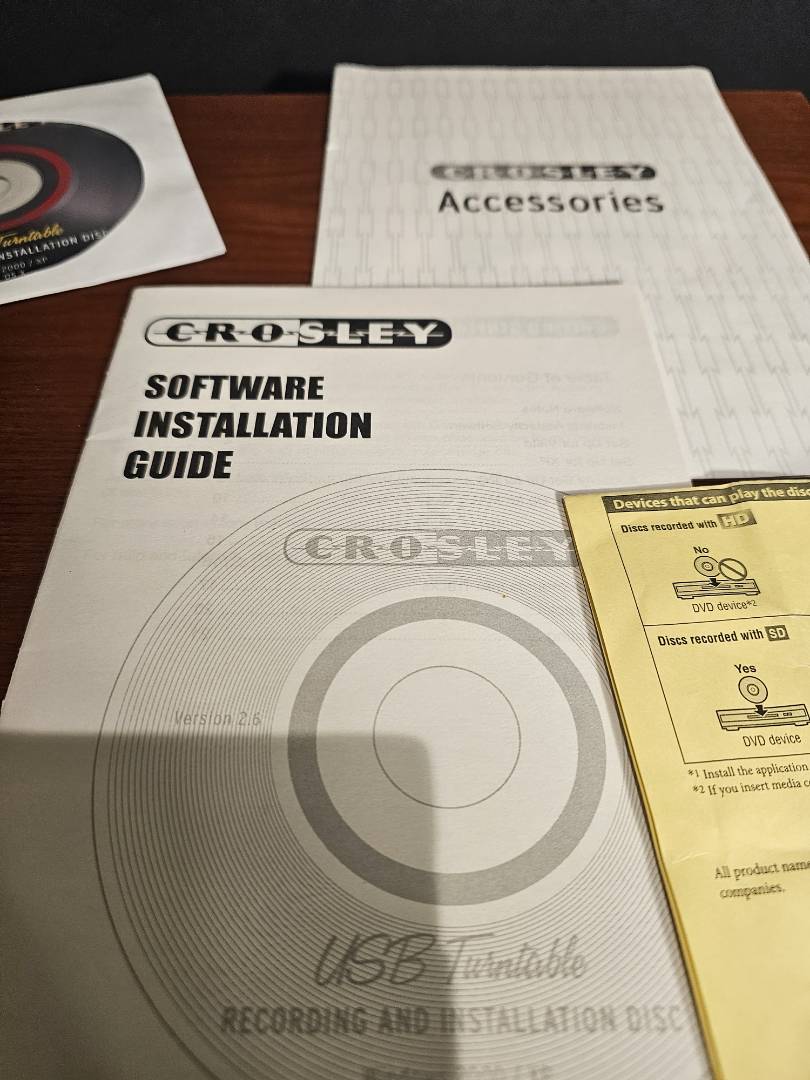 Turntable
INSTALLATION DISC
2000 / XP
CROSLEY
Accessories
CROSLEY
SOFTWARE
INSTALLATION
GUIDE
CROSLEY
Version 2.6
USB Turntable
RECORDING AND INSTALLATION DISC
Devices that can play the disc
Discs recorded with HD
No
DVD device*2
Discs recorded with SD
Yes
DVD device
*1 Install the application
*2 If you insert media
All product name
companies.